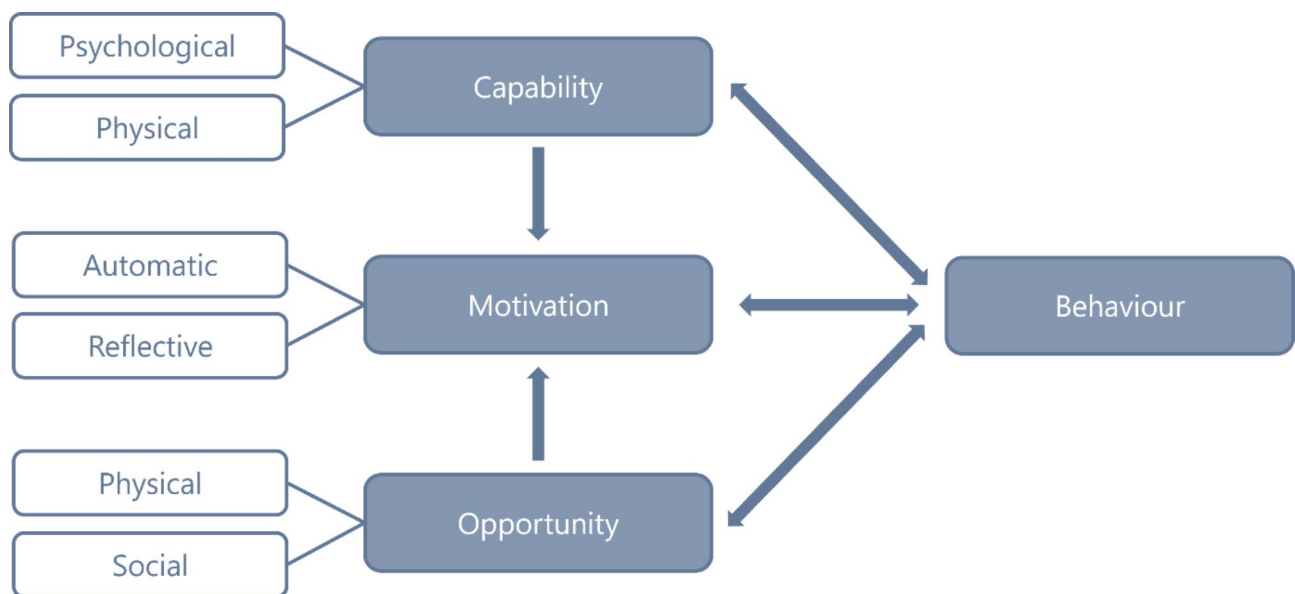 Psychological
Physical
Capability
Automatic
Reflective
Motivation
Behaviour
Physical
Social
Opportunity